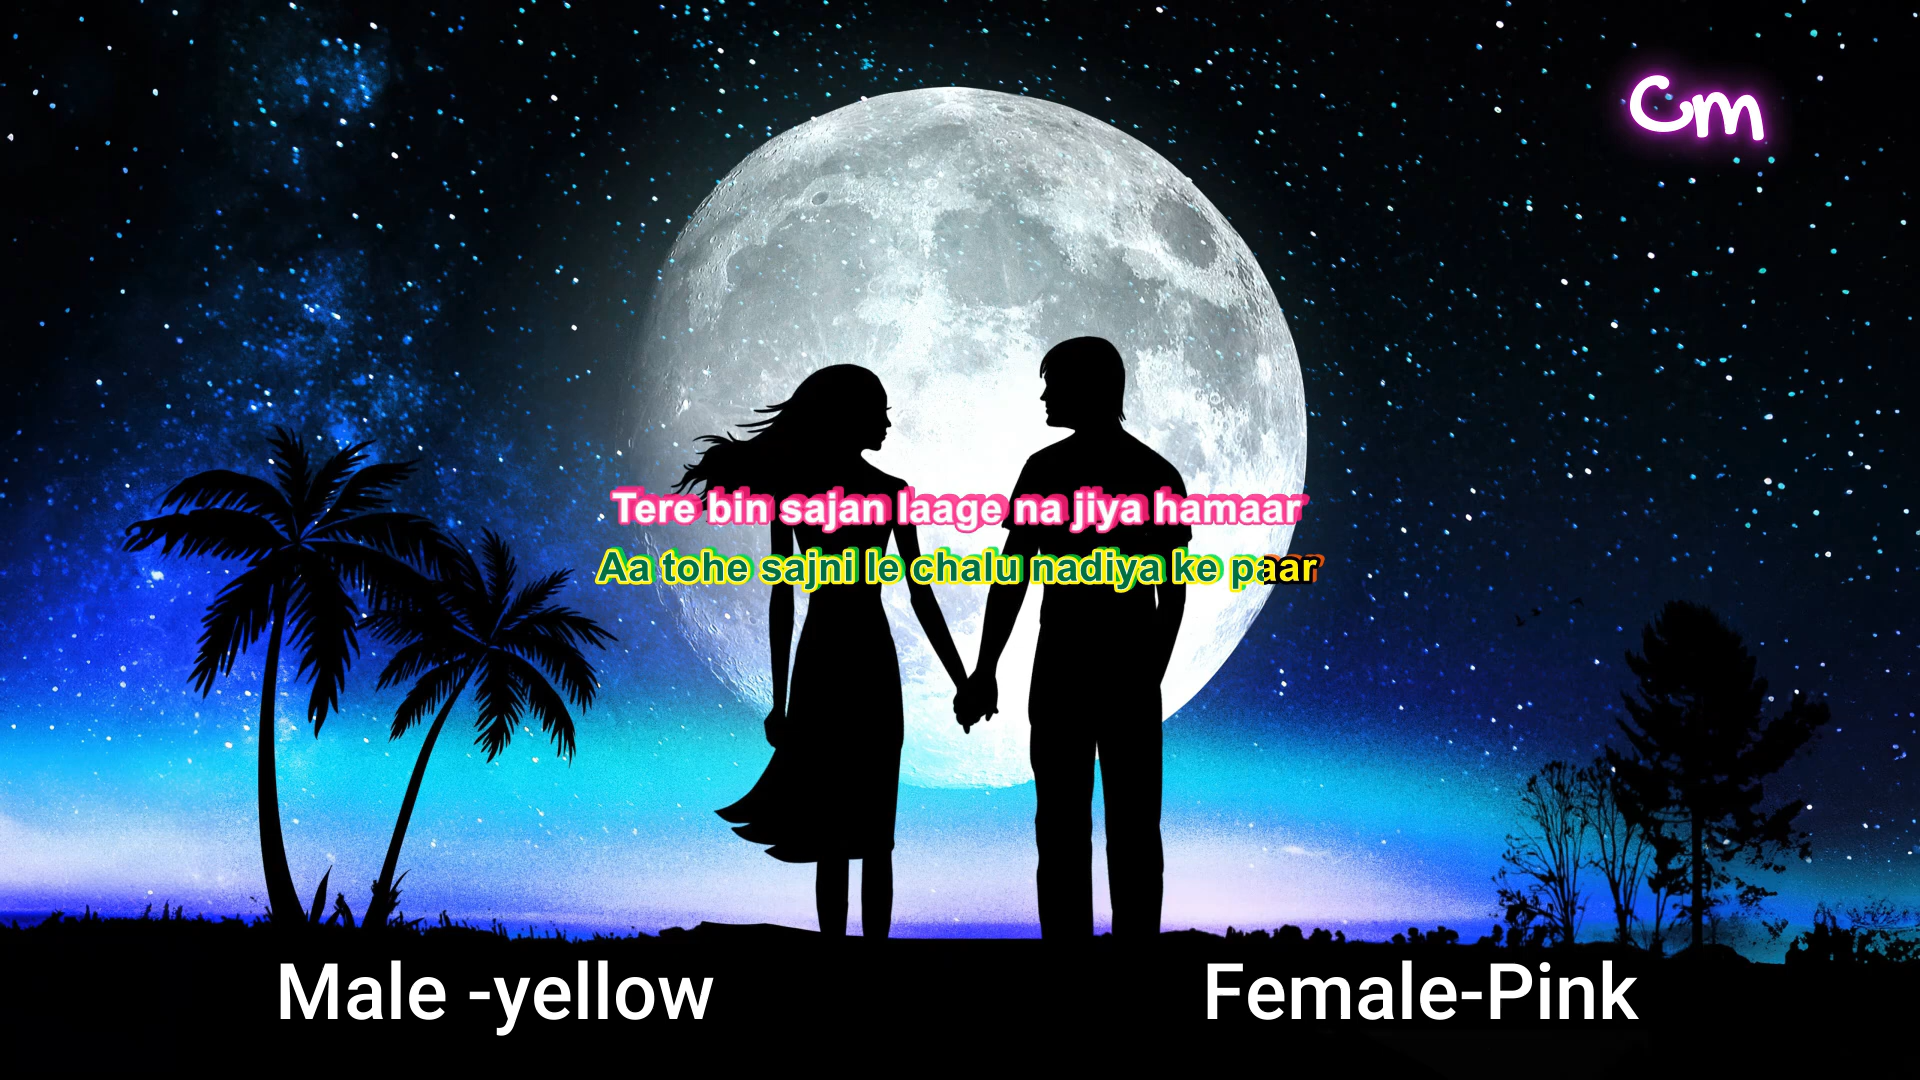 Cm
Tere bin sajan laage na jiya hamaar
Aa tohe sajni le chalu nadiya ke paar
Male -yellow
Female-Pink